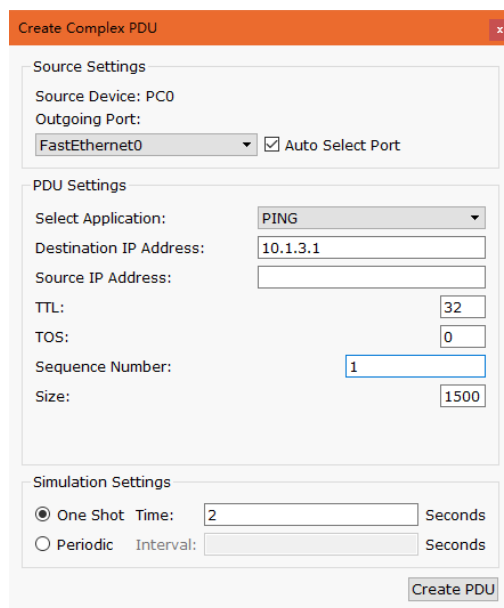 Create Complex PDU
x
Source Settings
Source Device: PC0
Outgoing Port:
FastEthernet0 Auto Select Port
PDU Settings
Select Application: PING
Destination IP Address: 10.1.3.1
Source IP Address:
TTL: 32
TOS: 0
Sequence Number: 1
Size: 1500
Simulation Settings
One Shot Time: 2 Seconds
Periodic Interval: Seconds
Create PDU